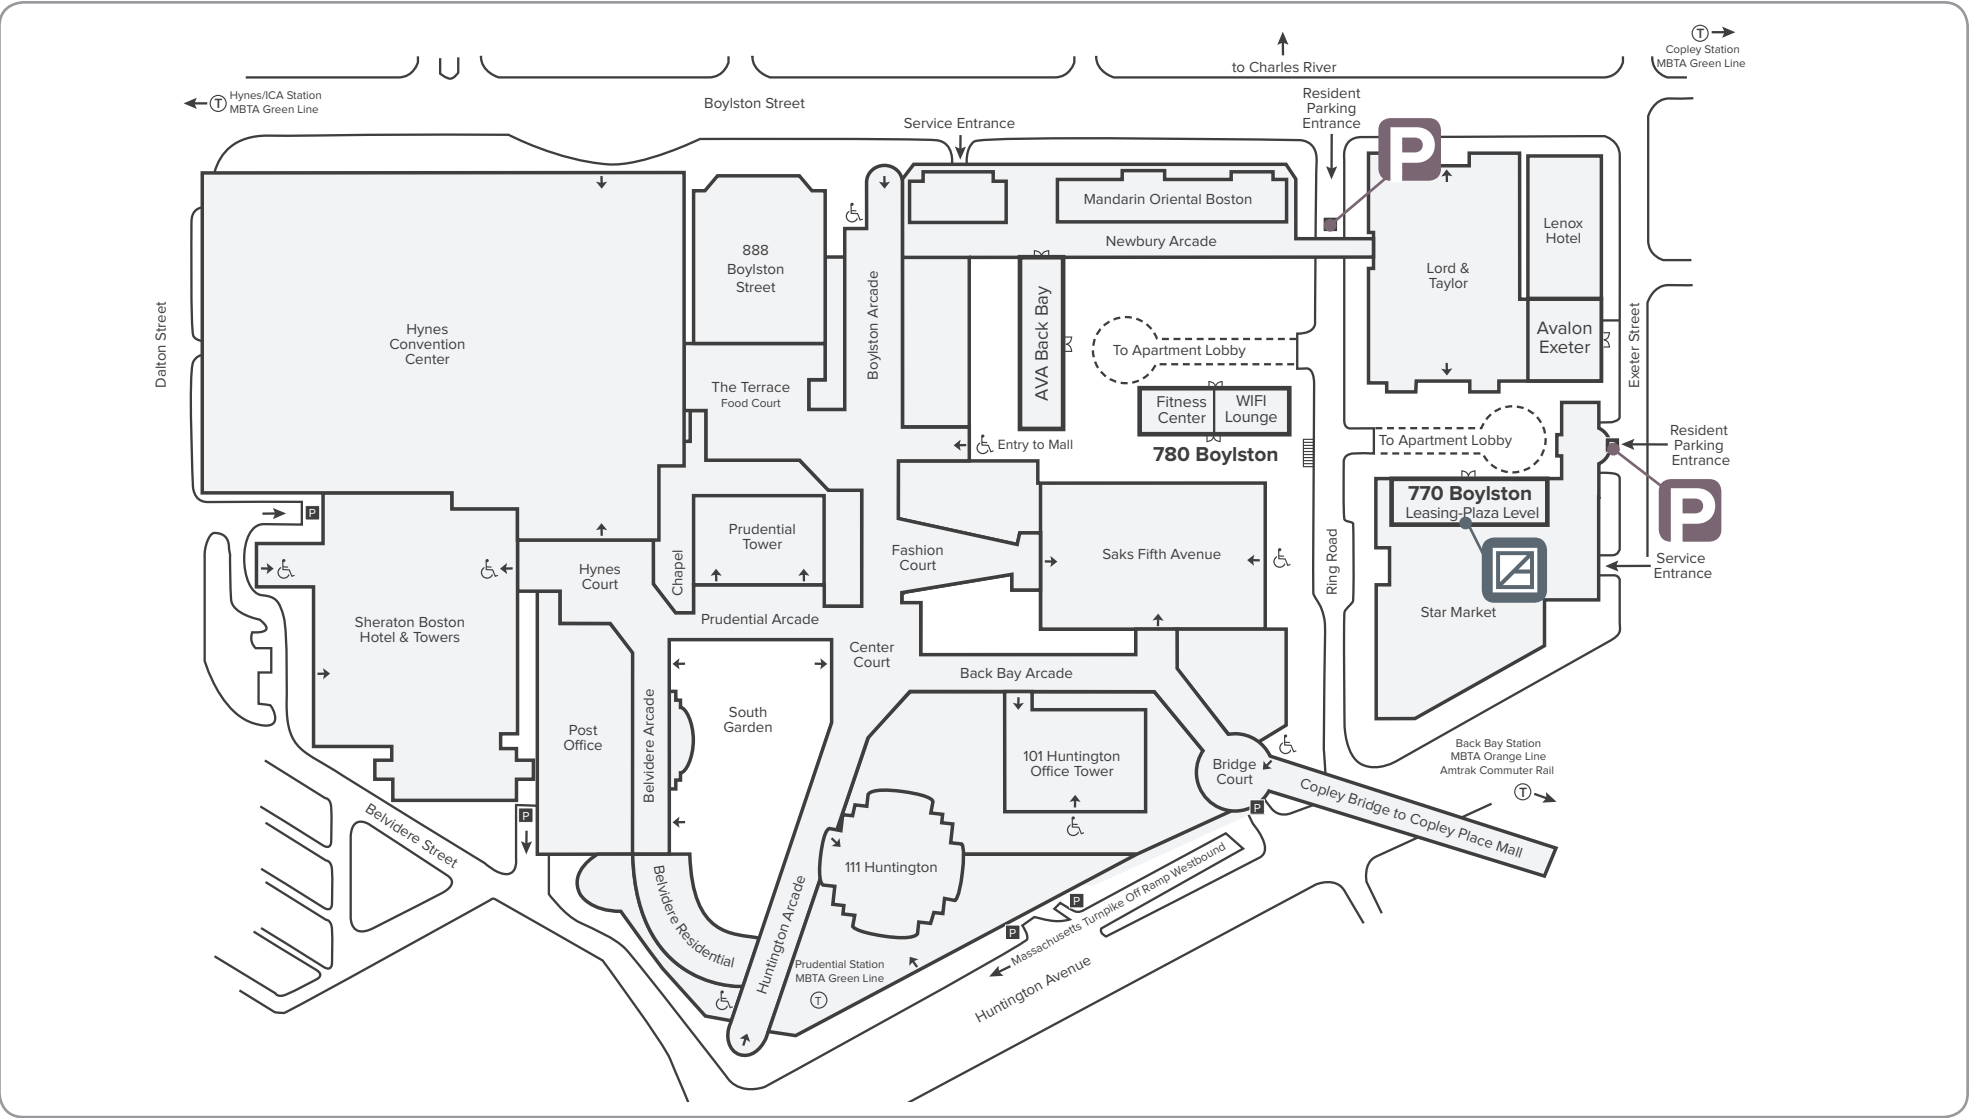 T
Copley Station
MBTA Green Line
to Charles River
T
Hynes/ICA Station
MBTA Green Line
Boylston Street
Service Entrance
Resident
Parking
Entrance
P
Mandarin Oriental Boston
Newbury Arcade
888
Boylston
Street
Lenox
Hotel
Lord &
Taylor
Boylston Arcade
AVA Back Bay
Dalton Street
Hynes
Convention
Center
To Apartment Lobby
Avalon
Exeter
Exeter Street
The Terrace
Food Court
Fitness
Center
WIFI
Lounge
780 Boylston
Entry to Mall
To Apartment Lobby
Resident
Parking
Entrance
P
770 Boylston
Leasing-Plaza Level
P
Prudential
Tower
Chapel
Hynes
Court
Fashion
Court
Saks Fifth Avenue
Ring Road
Service
Entrance
Star Market
Sheraton Boston
Hotel & Towers
Prudential Arcade
Center
Court
Back Bay Arcade
South
Garden
Post
Office
Belvidere Arcade
101 Huntington
Office Tower
Bridge
Court
Back Bay Station
MBTA Orange Line
Amtrak Commuter Rail
T
Copley Bridge to Copley Place Mall
P
P
Belvidere Street
111 Huntington
Belvidere Residential
Huntington Arcade
Prudential Station
MBTA Green Line
T
P
P
Massachusetts Turnpike Off Ramp Westbound
Huntington Avenue